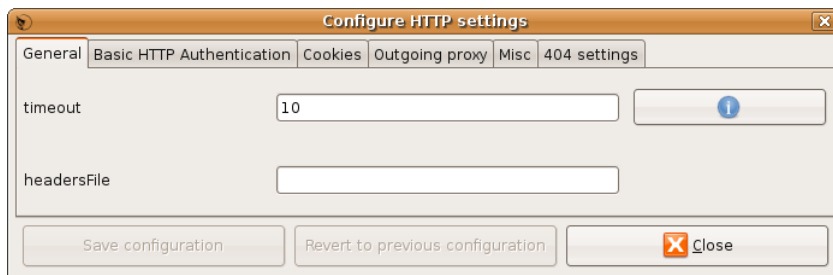 Configure HTTP settings
General Basic HTTP Authentication Cookies Outgoing proxy Misc 404 settings
timeout 10
headersFile
Save configuration Revert to previous configuration Close